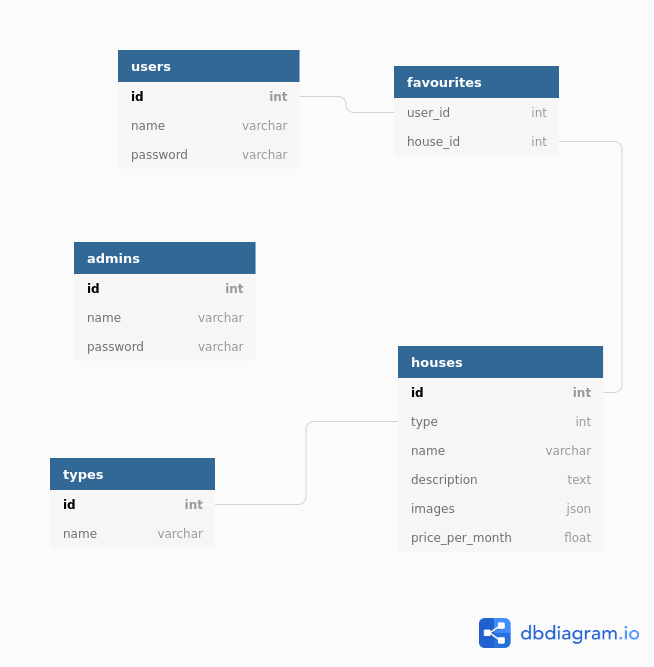 users
id int
name varchar
password varchar
favourites
user_id int
house_id int
admins
id int
name varchar
password varchar
houses
id int
type int
name varchar
description text
images json
price_per_month float
types
id int
name varchar
dbdiagram.io